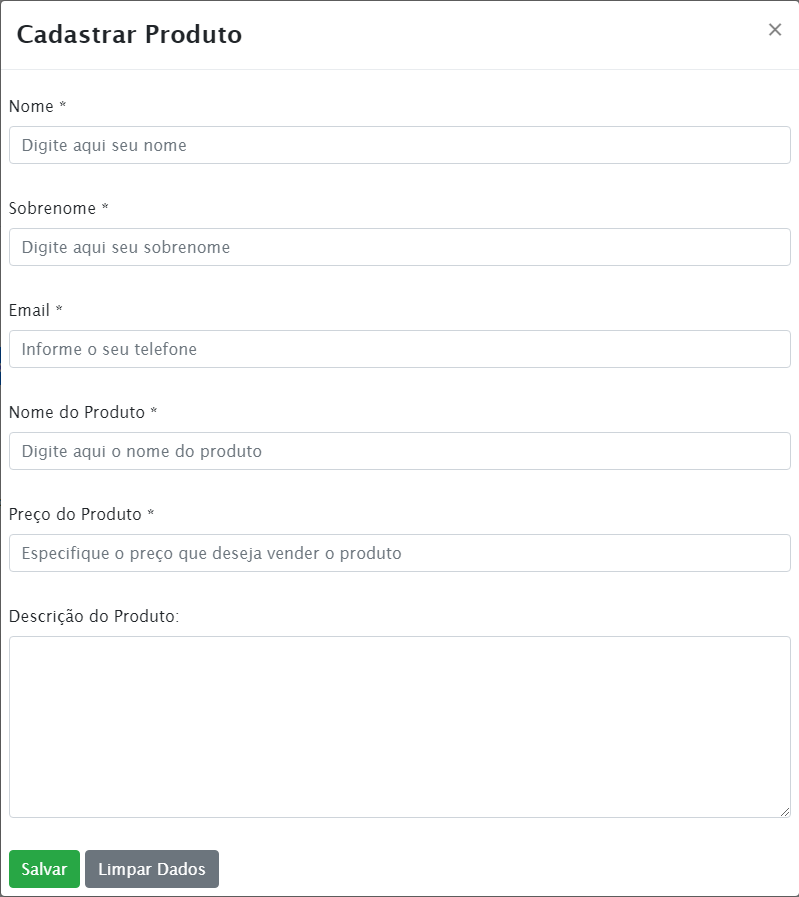 Cadastrar Produto
×
Nome *
Digite aqui seu nome
Sobrenome *
Digite aqui seu sobrenome
Email *
Informe o seu telefone
Nome do Produto *
Digite aqui o nome do produto
Preço do Produto *
Especifique o preço que deseja vender o produto
Descrição do Produto:
Salvar Limpar Dados